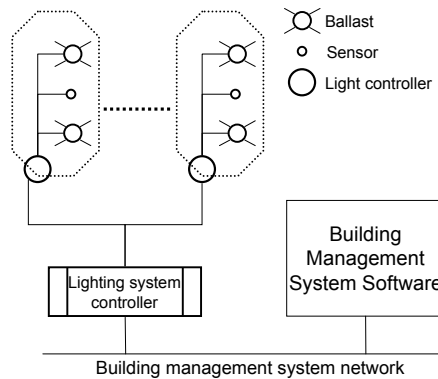 Ballast
Sensor
Light controller
Lighting system
controller
Building
Management
System Software
Building management system network